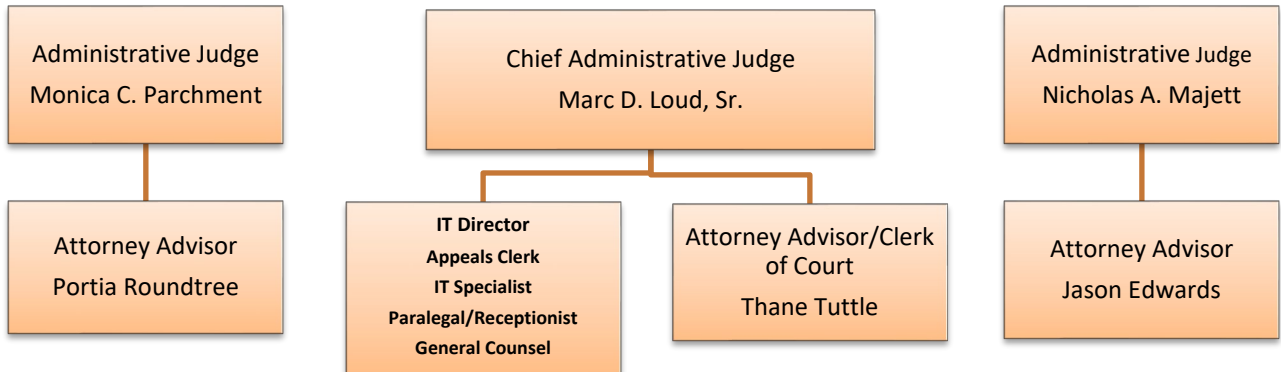 Administrative Judge
Monica C. Parchment
Chief Administrative Judge
Marc D. Loud, Sr.
Administrative Judge
Nicholas A. Majett
Attorney Advisor
Portia Roundtree
IT Director
Appeals Clerk
IT Specialist
Paralegal/Receptionist
General Counsel
Attorney Advisor/Clerk
of Court
Thane Tuttle
Attorney Advisor
Jason Edwards